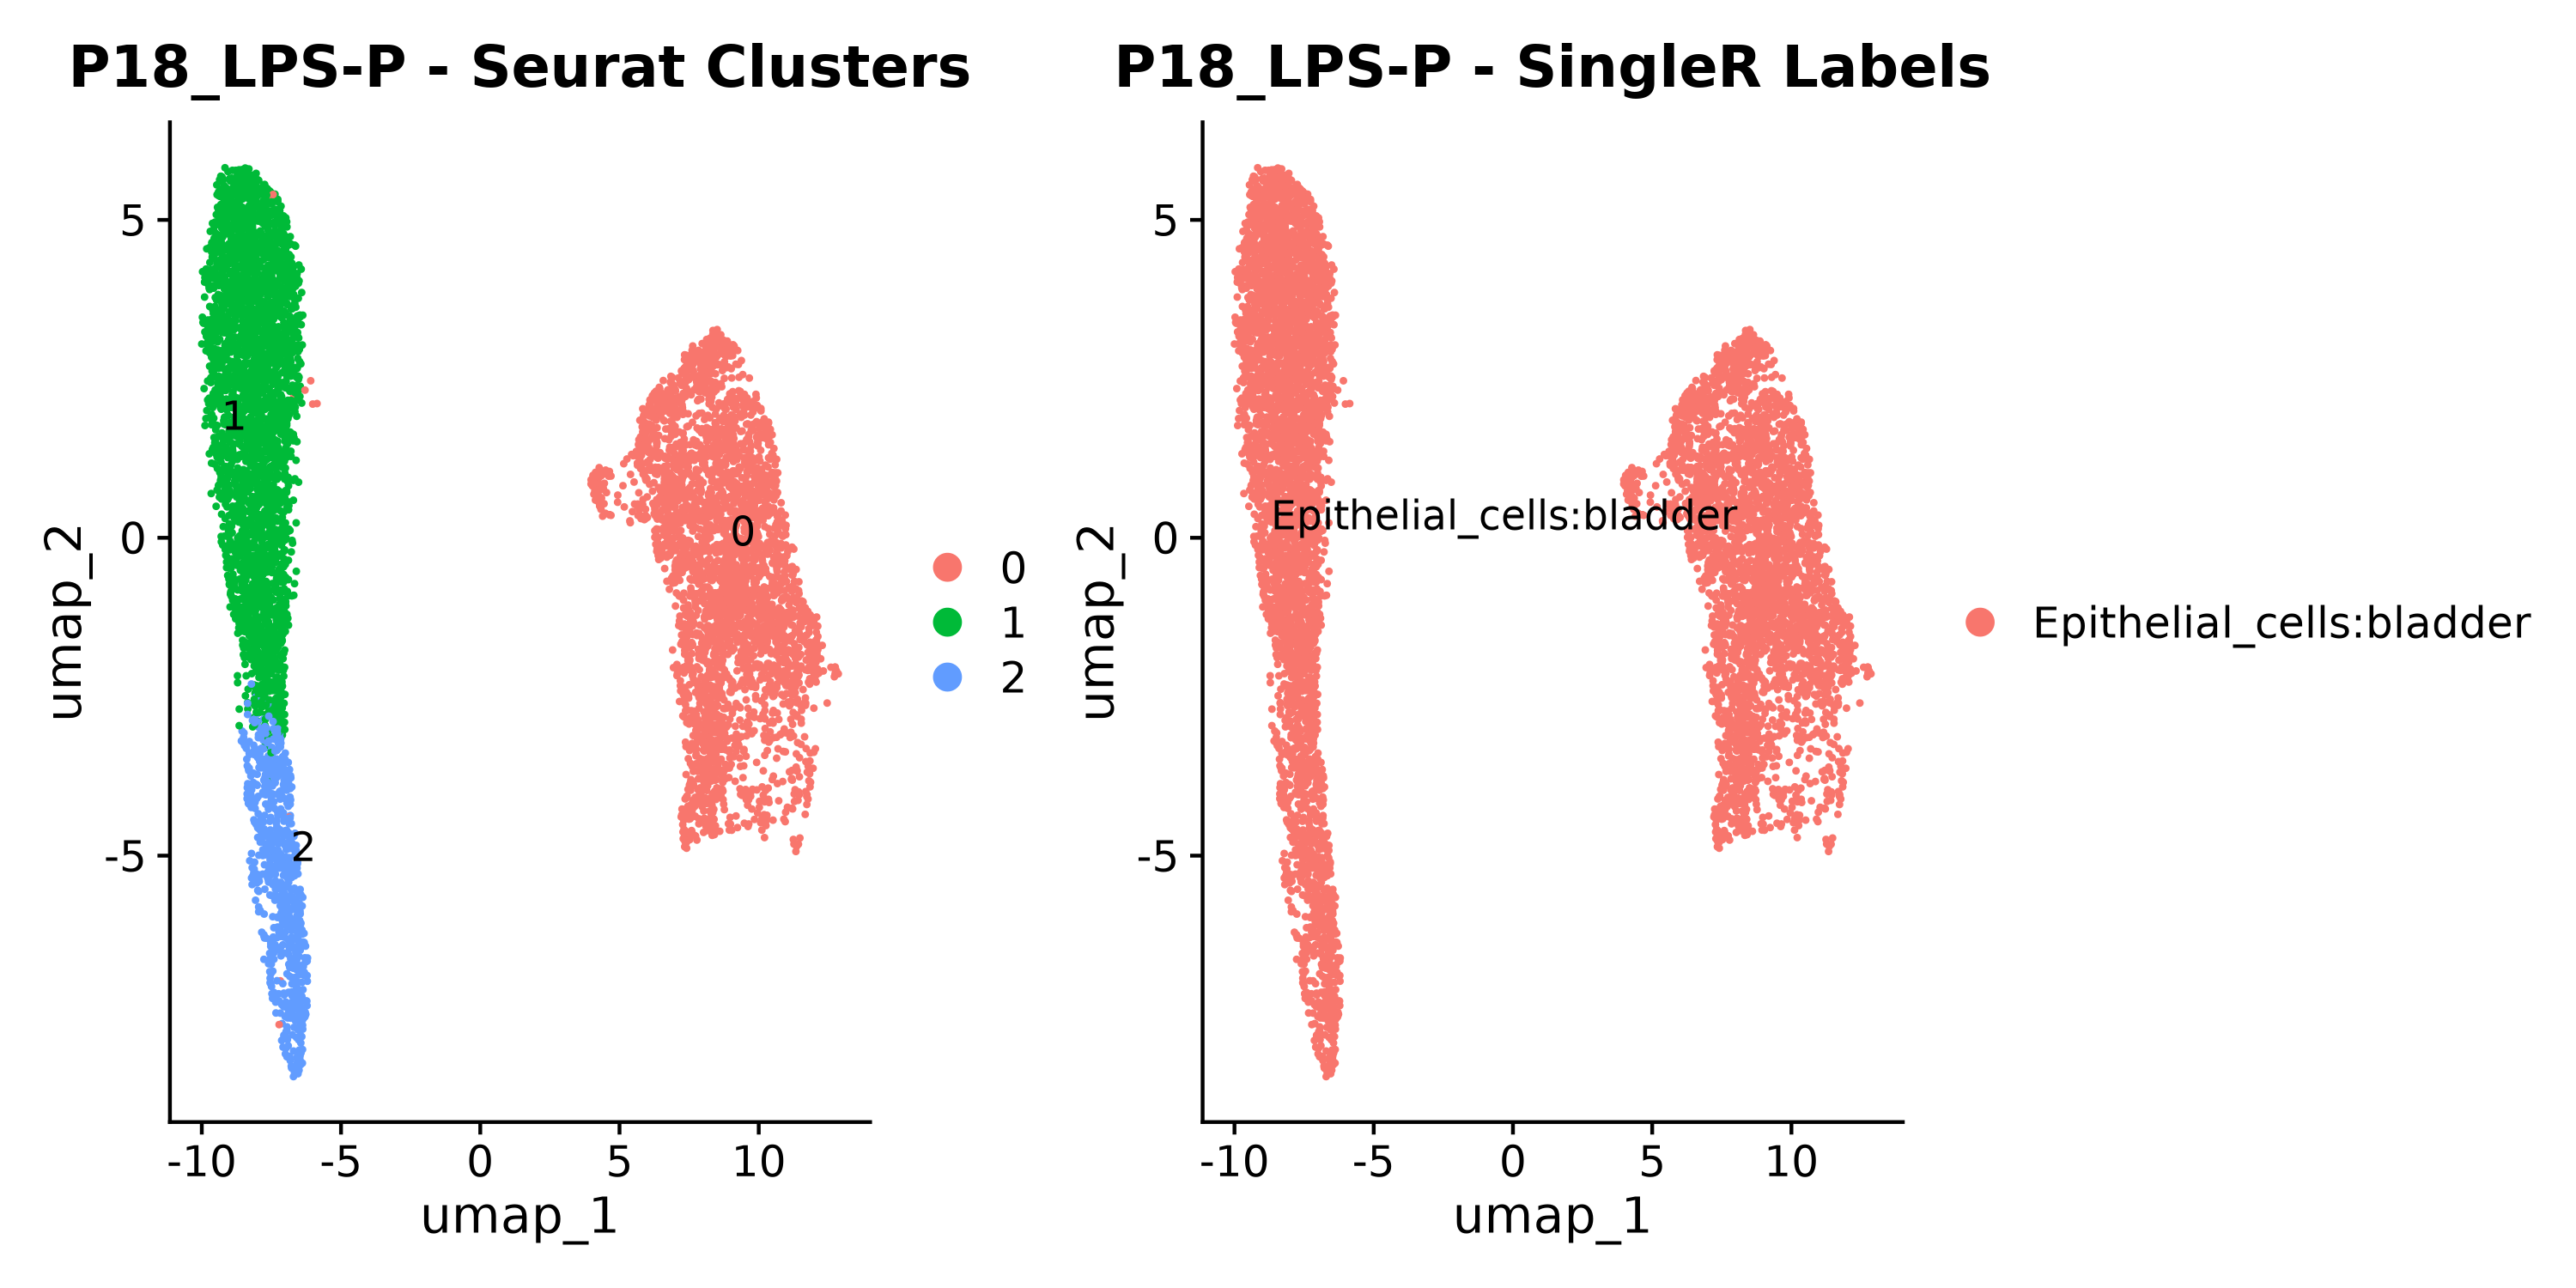 P18_LPS-P - Seurat Clusters
umap_2
5
0
-5
1
0
2
-10 -5 0 5 10
umap_1
0
1
2
P18_LPS-P - SingleR Labels
umap_2
5
0
-5
Epithelial_cells:bladder
-10 -5 0 5 10
umap_1
Epithelial_cells:bladder